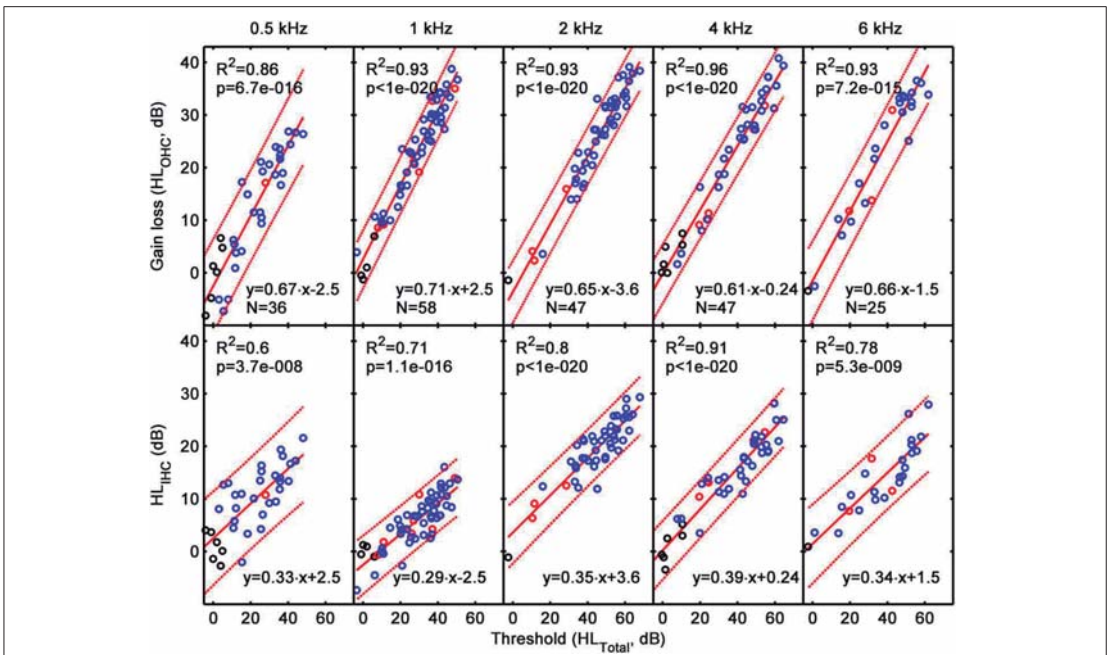 0.5 kHz 1 kHz 2 kHz 4 kHz 6 kHz
Gain loss (HL_OHC, dB)
40
30
20
10
0
R²=0.86
p=6.7e-016
y=0.67·x-2.5
N=36
R²=0.93
p<1e-020
y=0.71·x+2.5
N=58
R²=0.93
p<1e-020
y=0.65·x-3.6
N=47
R²=0.96
p<1e-020
y=0.61·x-0.24
N=47
R²=0.93
p=7.2e-015
y=0.66·x-1.5
N=25
HL_IHC (dB)
40
30
20
10
0
R²=0.6
p=3.7e-008
y=0.33·x+2.5
R²=0.71
p=1.1e-016
y=0.29·x-2.5
R²=0.8
p<1e-020
y=0.35·x+3.6
R²=0.91
p<1e-020
y=0.39·x+0.24
R²=0.78
p=5.3e-009
y=0.34·x+1.5
0 20 40 60 0 20 40 60 0 20 40 60 0 20 40 60 0 20 40 60
Threshold (HL_Total, dB)